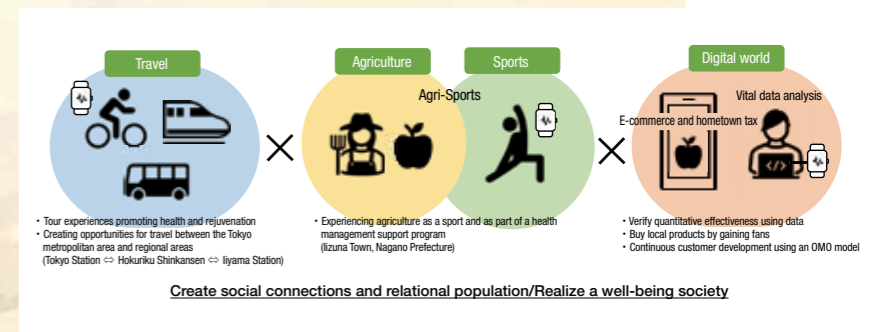 Travel
Agriculture
Sports
Digital world
Agri-Sports
Vital data analysis
E-commerce and hometown tax
</>
・Tour experiences promoting health and rejuvenation
・Creating opportunities for travel between the Tokyo
metropolitan area and regional areas
(Tokyo Station ⇔ Hokuriku Shinkansen ⇔ Iiyama Station)
・Experiencing agriculture as a sport and as part of a health
management support program
(Iizuna Town, Nagano Prefecture)
・Verify quantitative effectiveness using data
・Buy local products by gaining fans
・Continuous customer development using an OMO model
Create social connections and relational population/Realize a well-being society